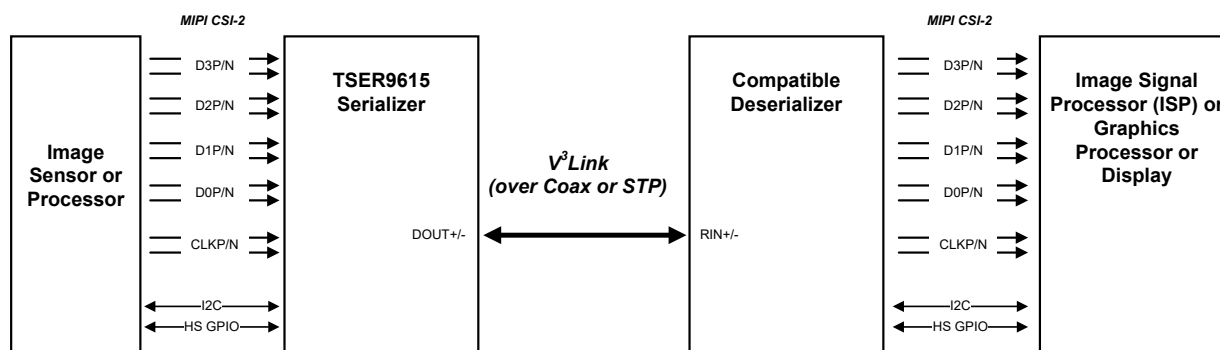 MIPI CSI-2
MIPI CSI-2
Image
Sensor or
Processor
D3P/N
D2P/N
D1P/N
D0P/N
CLKP/N
I2C
HS GPIO
TSER9615
Serializer
DOUT+/-
V³Link
(over Coax or STP)
Compatible
Deserializer
RIN+/-
D3P/N
D2P/N
D1P/N
D0P/N
CLKP/N
I2C
HS GPIO
Image Signal
Processor (ISP) or
Graphics
Processor or
Display